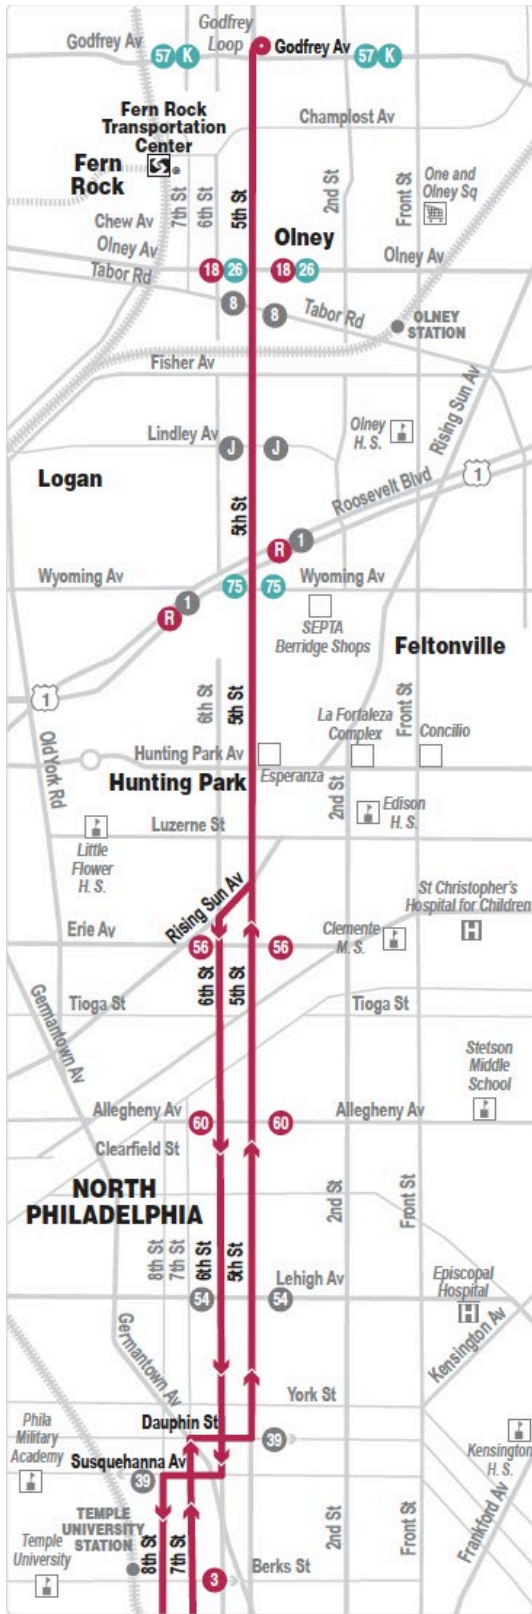 Godfrey
Loop
Godfrey Av
57 K
Godfrey Av
57 K
Fern Rock
Transportation
Center
Champlost Av
Fern
Rock
7th St
6th St
5th St
2nd St
Front St
One and
Olney Sq
Chew Av
Olney Av
Tabor Rd
Olney
18 26
18 26
Olney Av
8
8
Tabor Rd
OLNEY
STATION
Fisher Av
Rising Sun Av
Lindley Av
J
J
Olney
H. S.
Logan
5th St
Roosevelt Blvd
1
R 1
Wyoming Av
75
75
Wyoming Av
R 1
SEPTA
Berridge Shops
Feltonville
1
6th St
5th St
Front St
Old York Rd
La Fortaleza
Complex
Concilio
Hunting Park Av
Esperanza
Hunting Park
2nd St
Edison
H. S.
Luzerne St
Little
Flower
H. S.
Rising Sun Av
St Christopher's
Hospital for Children
Erie Av
56
56
Clemente
M. S.
6th St
5th St
Germantown Av
Tioga St
Tioga St
Stetson
Middle
School
Allegheny Av
60
60
Allegheny Av
Clearfield St
NORTH
PHILADELPHIA
2nd St
Front St
8th St
7th St
6th St
5th St
Lehigh Av
54
54
Episcopal
Hospital
Germantown Av
Kensington Av
York St
Dauphin St
39
Phila
Military
Academy
Susquehanna Av
39
Kensington
H. S.
TEMPLE
UNIVERSITY
STATION
8th St
7th St
2nd St
Front St
Frankford Av
Temple
University
3
Berks St